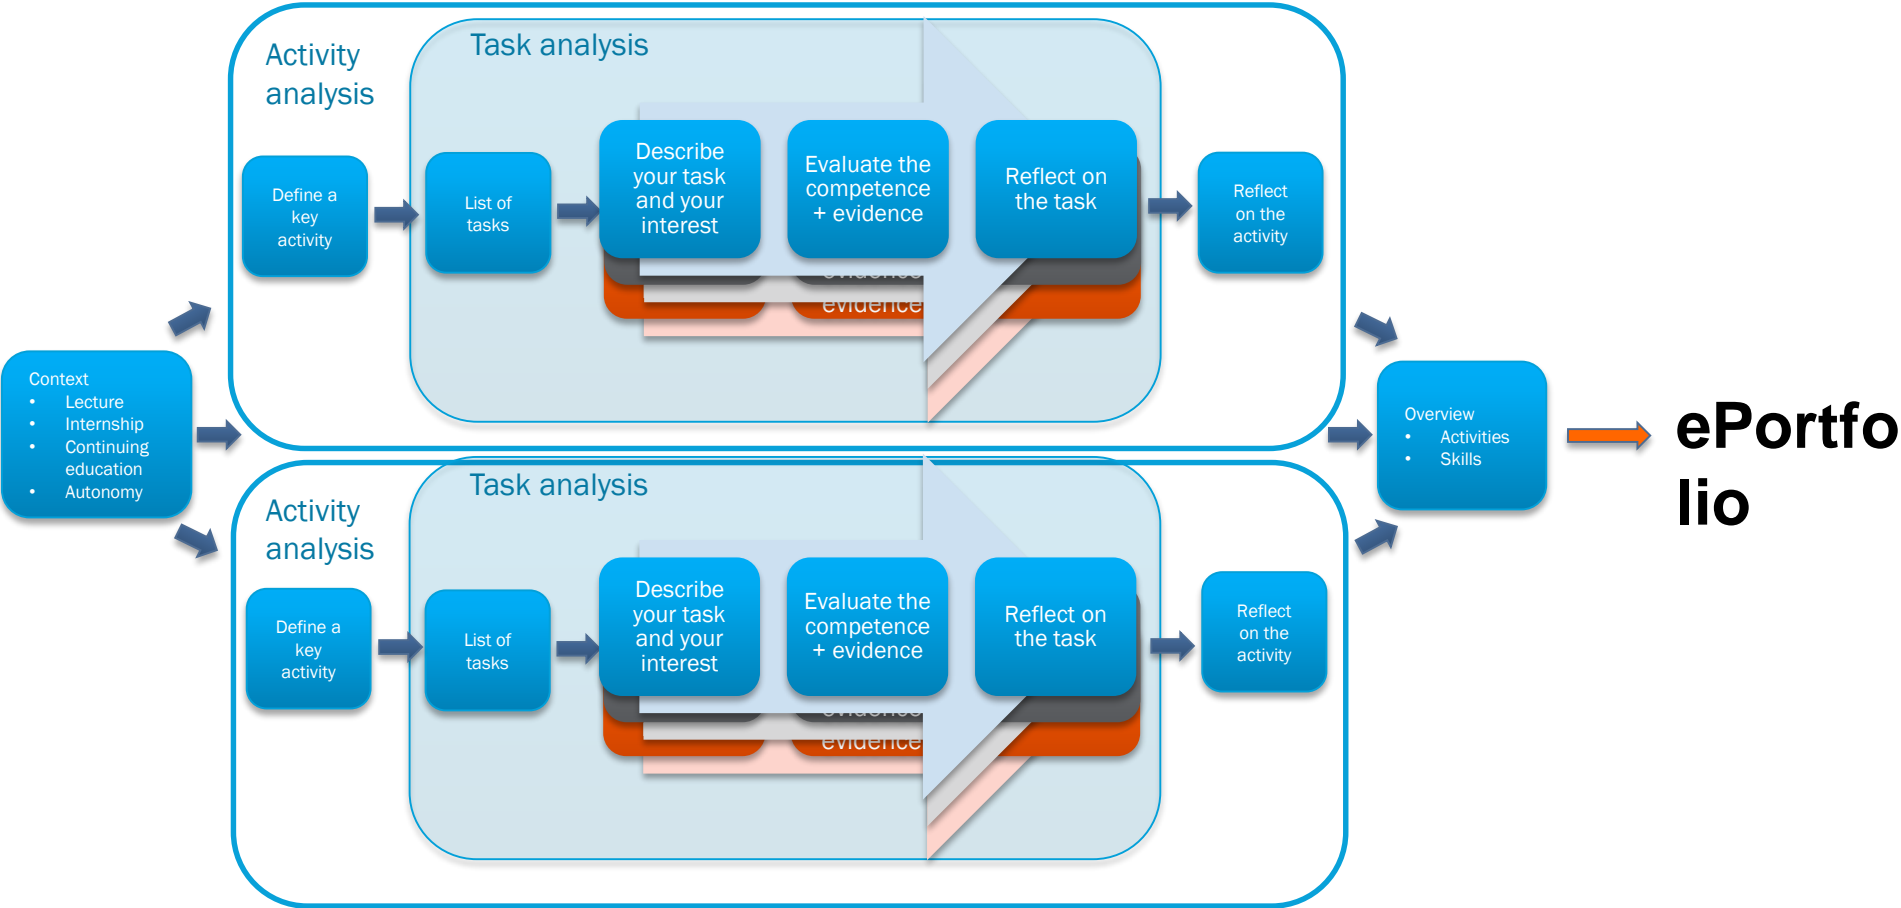 Activity
analysis
Task analysis
Define a
key
activity
List of
tasks
Describe
your task
and your
interest
Evaluate the
competence
+ evidence
Reflect on
the task
evidence
evidence
Reflect
on the
activity
Context
• Lecture
• Internship
• Continuing
education
• Autonomy
Overview
• Activities
• Skills
ePortfo
lio
Activity
analysis
Task analysis
Define a
key
activity
List of
tasks
Describe
your task
and your
interest
Evaluate the
competence
+ evidence
Reflect on
the task
evidence
evidence
Reflect
on the
activity